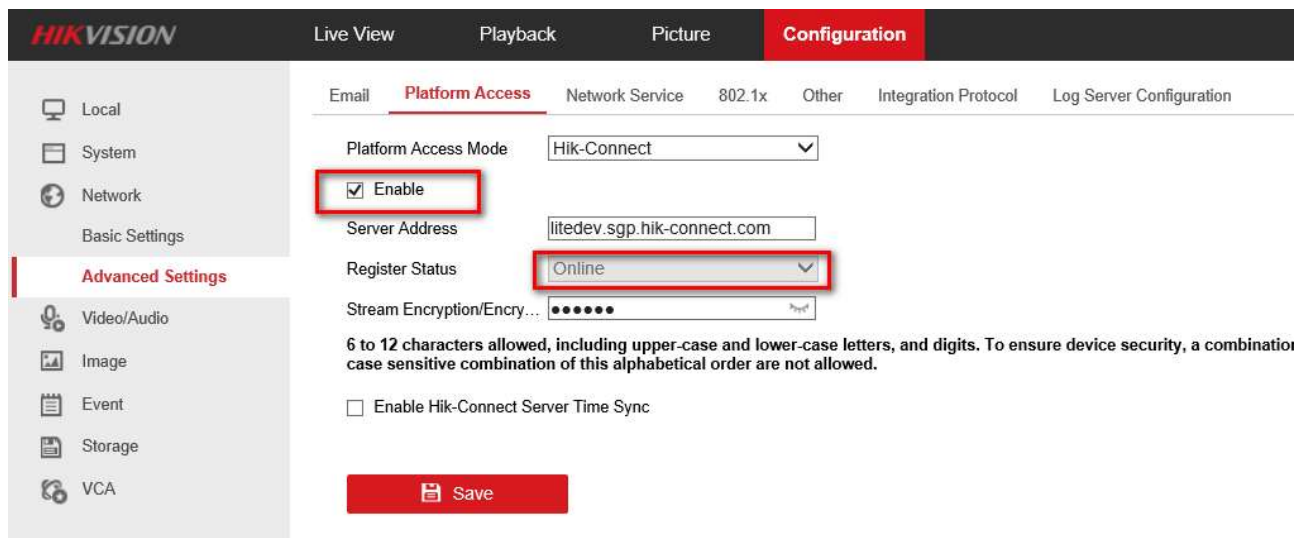 HIKVISION Live View Playback Picture Configuration
Email Platform Access Network Service 802.1x Other Integration Protocol Log Server Configuration
Local
System
Network
Basic Settings
Advanced Settings
Video/Audio
Image
Event
Storage
VCA
Platform Access Mode Hik-Connect
Enable
Server Address litedev.sgp.hik-connect.com
Register Status Online
Stream Encryption/Encry... ●●●●●●
6 to 12 characters allowed, including upper-case and lower-case letters, and digits. To ensure device security, a combination
case sensitive combination of this alphabetical order are not allowed.
Enable Hik-Connect Server Time Sync
Save